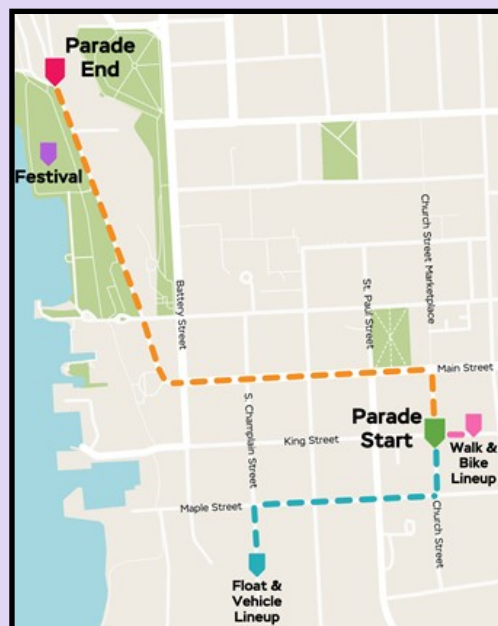 Parade
End
Festival
Church Street Marketplace
Battery Street
St. Paul Street
Main Street
S. Champlain Street
Parade
Start
King Street
Walk &
Bike
Lineup
Maple Street
Church Street
Float &
Vehicle
Lineup